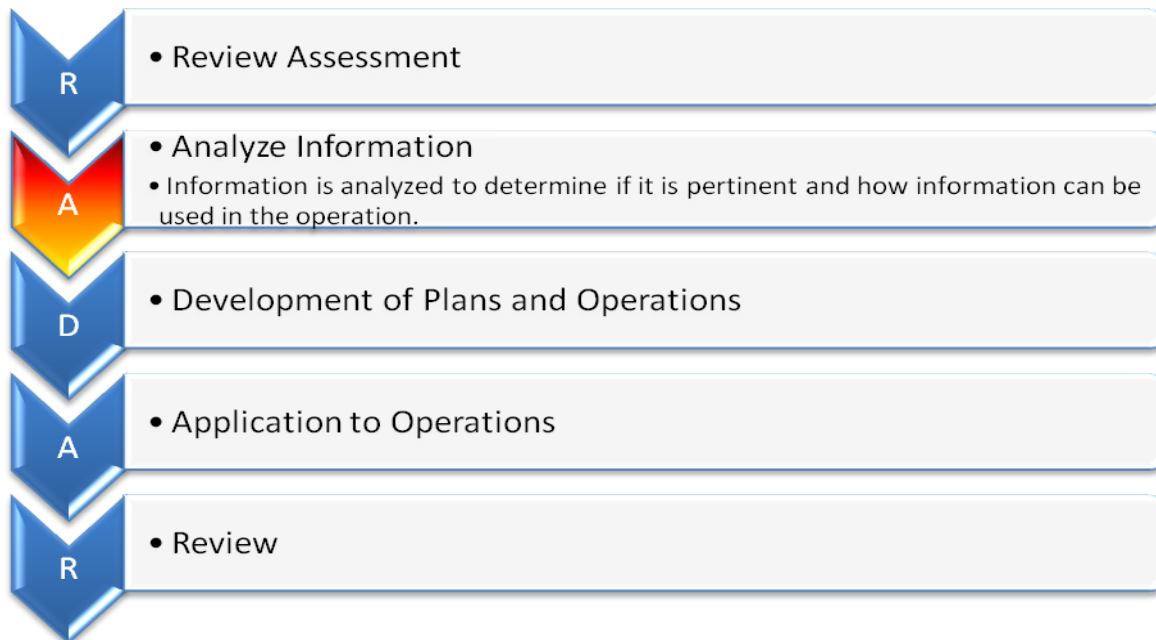 R
• Review Assessment
A
• Analyze Information
• Information is analyzed to determine if it is pertinent and how information can be
used in the operation.
D
• Development of Plans and Operations
A
• Application to Operations
R
• Review